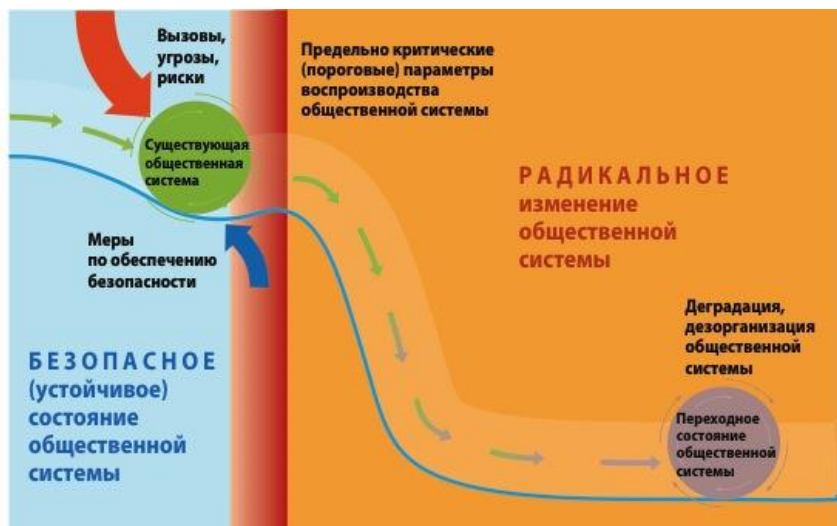 Вызовы,
угрозы,
риски
Предельно критические
(пороговые) параметры
воспроизводства
общественной системы
Существующая
общественная
система
РАДИКАЛЬНОЕ
изменение
общественной
системы
Меры
по обеспечению
безопасности
Деградация,
дезорганизация
общественной
системы
БЕЗОПАСНОЕ
(устойчивое)
состояние
общественной
системы
Переходное
состояние
общественной
системы